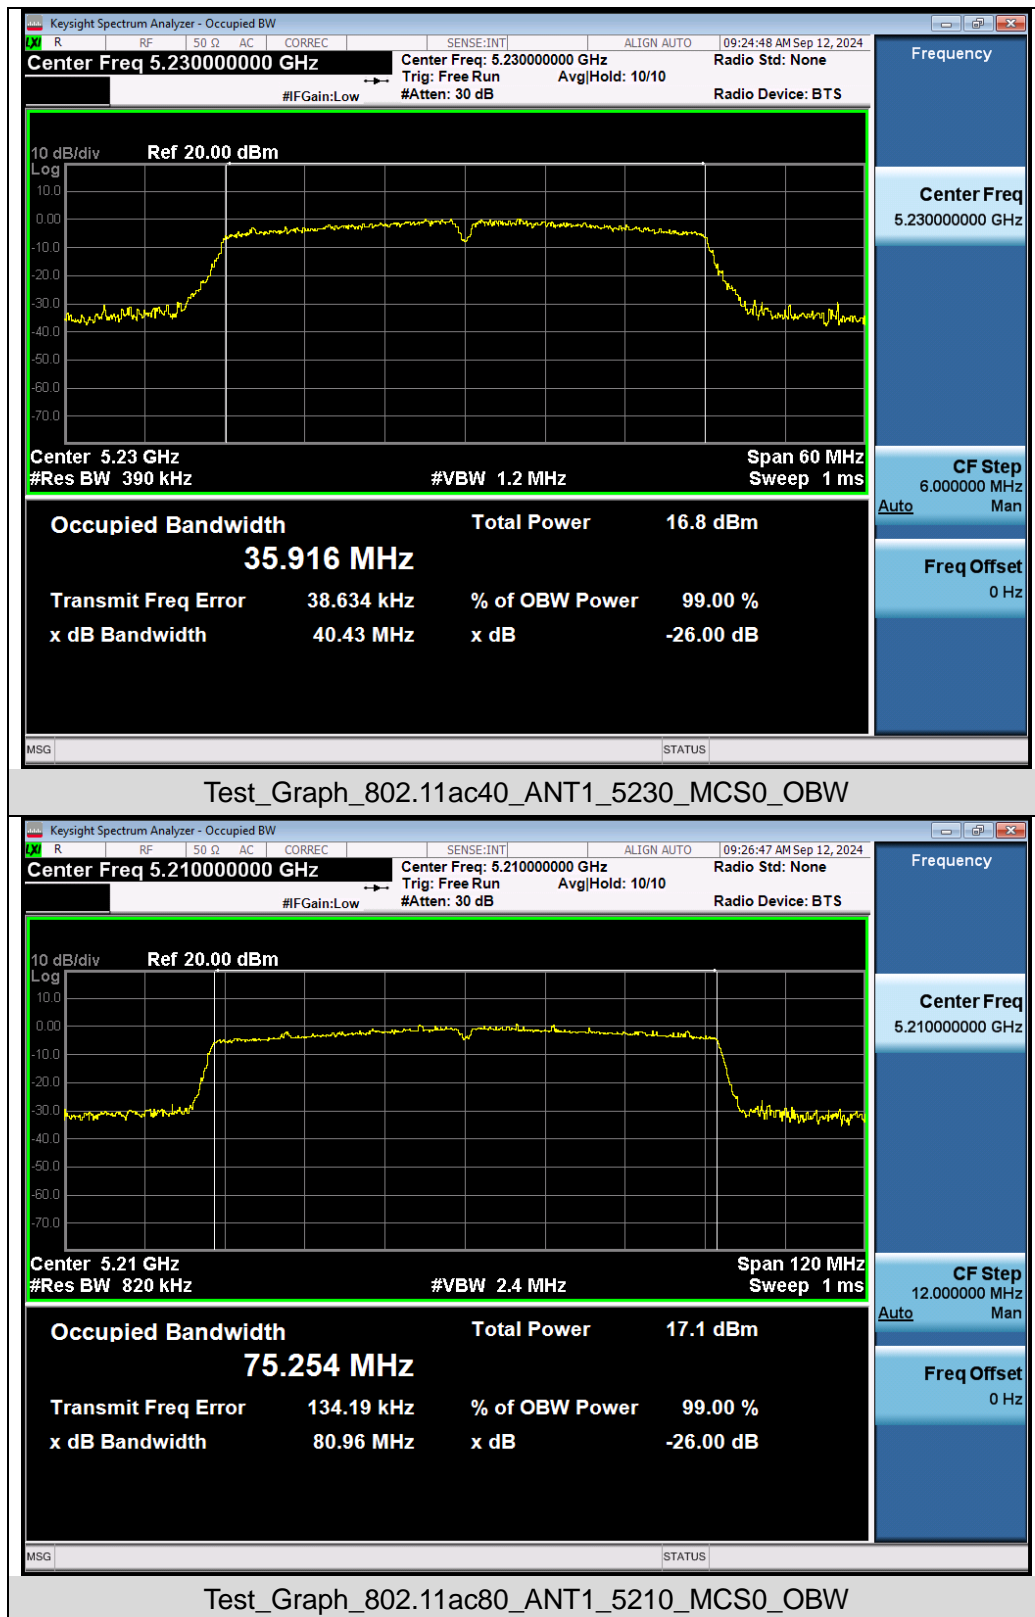 Keysight Spectrum Analyzer - Occupied BW
LXI R RF 50 Ω AC CORREC SENSE:INT ALIGN AUTO 09:24:48 AM Sep 12, 2024
Center Freq 5.230000000 GHz Center Freq: 5.230000000 GHz Radio Std: None Frequency
Trig: Free Run Avg|Hold: 10/10
#IFGain:Low #Atten: 30 dB Radio Device: BTS
10 dB/div Ref 20.00 dBm
Log
10.0
0.00
-10.0
-20.0
-30.0
-40.0
-50.0
-60.0
-70.0
Center Freq
5.230000000 GHz
Center 5.23 GHz Span 60 MHz
#Res BW 390 kHz #VBW 1.2 MHz Sweep 1 ms
CF Step
6.000000 MHz
Auto Man
Occupied Bandwidth Total Power 16.8 dBm
35.916 MHz
Freq Offset
0 Hz
Transmit Freq Error 38.634 kHz % of OBW Power 99.00 %
x dB Bandwidth 40.43 MHz x dB -26.00 dB
MSG STATUS
Test_Graph_802.11ac40_ANT1_5230_MCS0_OBW
Keysight Spectrum Analyzer - Occupied BW
LXI R RF 50 Ω AC CORREC SENSE:INT ALIGN AUTO 09:26:47 AM Sep 12, 2024
Center Freq 5.210000000 GHz Center Freq: 5.210000000 GHz Radio Std: None Frequency
Trig: Free Run Avg|Hold: 10/10
#IFGain:Low #Atten: 30 dB Radio Device: BTS
10 dB/div Ref 20.00 dBm
Log
10.0
0.00
-10.0
-20.0
-30.0
-40.0
-50.0
-60.0
-70.0
Center Freq
5.210000000 GHz
Center 5.21 GHz Span 120 MHz
#Res BW 820 kHz #VBW 2.4 MHz Sweep 1 ms
CF Step
12.000000 MHz
Auto Man
Occupied Bandwidth Total Power 17.1 dBm
75.254 MHz
Freq Offset
0 Hz
Transmit Freq Error 134.19 kHz % of OBW Power 99.00 %
x dB Bandwidth 80.96 MHz x dB -26.00 dB
MSG STATUS
Test_Graph_802.11ac80_ANT1_5210_MCS0_OBW